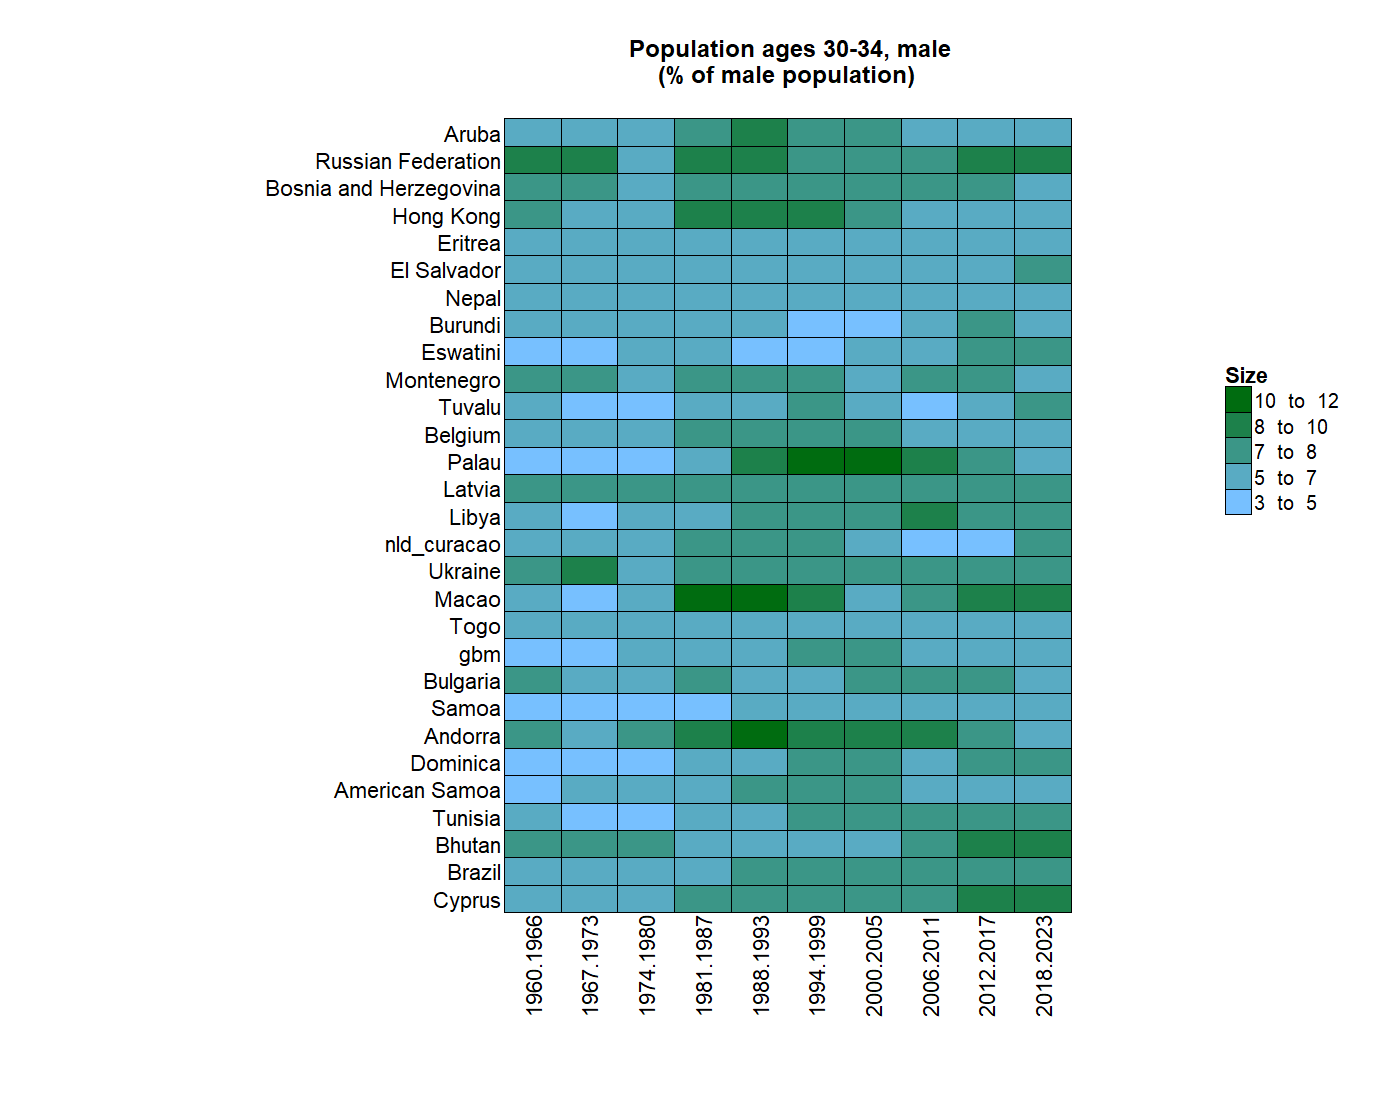 Population ages 30-34, male
(% of male population)
Aruba
Russian Federation
Bosnia and Herzegovina
Hong Kong
Eritrea
El Salvador
Nepal
Burundi
Eswatini
Montenegro
Tuvalu
Belgium
Palau
Latvia
Libya
nld_curacao
Ukraine
Macao
Togo
gbm
Bulgaria
Samoa
Andorra
Dominica
American Samoa
Tunisia
Bhutan
Brazil
Cyprus
1960.1966
1967.1973
1974.1980
1981.1987
1988.1993
1994.1999
2000.2005
2006.2011
2012.2017
2018.2023
Size
10 to 12
8 to 10
7 to 8
5 to 7
3 to 5